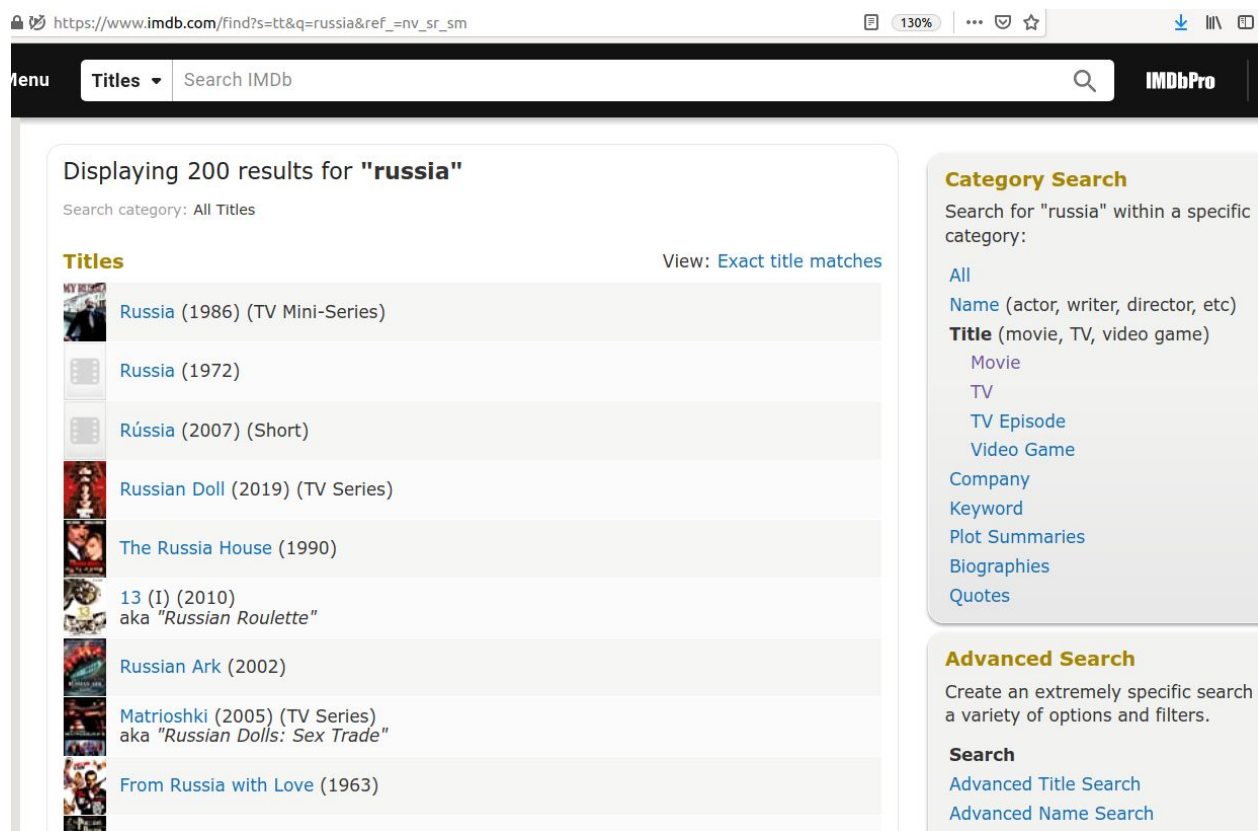 https://www.imdb.com/find?s=tt&q=russia&ref_=nv_sr_sm
130%
Menu
Titles
Search IMDb
IMDbPro
Displaying 200 results for "russia"
Search category: All Titles
Titles
View: Exact title matches
Russia (1986) (TV Mini-Series)
Russia (1972)
Rússia (2007) (Short)
Russian Doll (2019) (TV Series)
The Russia House (1990)
13 (I) (2010)
aka "Russian Roulette"
Russian Ark (2002)
Matrioshki (2005) (TV Series)
aka "Russian Dolls: Sex Trade"
From Russia with Love (1963)
Category Search
Search for "russia" within a specific
category:
All
Name (actor, writer, director, etc)
Title (movie, TV, video game)
Movie
TV
TV Episode
Video Game
Company
Keyword
Plot Summaries
Biographies
Quotes
Advanced Search
Create an extremely specific search
a variety of options and filters.
Search
Advanced Title Search
Advanced Name Search